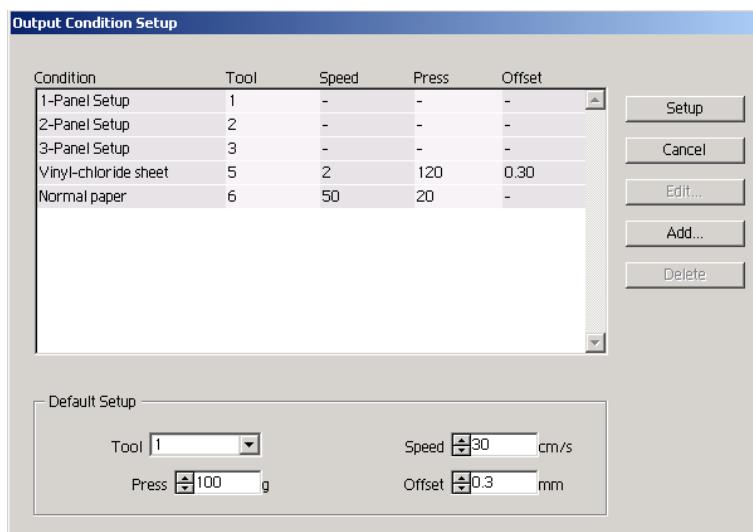 Output Condition Setup
Condition Tool Speed Press Offset
1-Panel Setup 1 - - -
2-Panel Setup 2 - - -
3-Panel Setup 3 - - -
Vinyl-chloride sheet 5 2 120 0.30
Normal paper 6 50 20 -
Setup
Cancel
Edit...
Add...
Delete
Default Setup
Tool 1 Speed 30 cm/s
Press 100 g Offset 0.3 mm